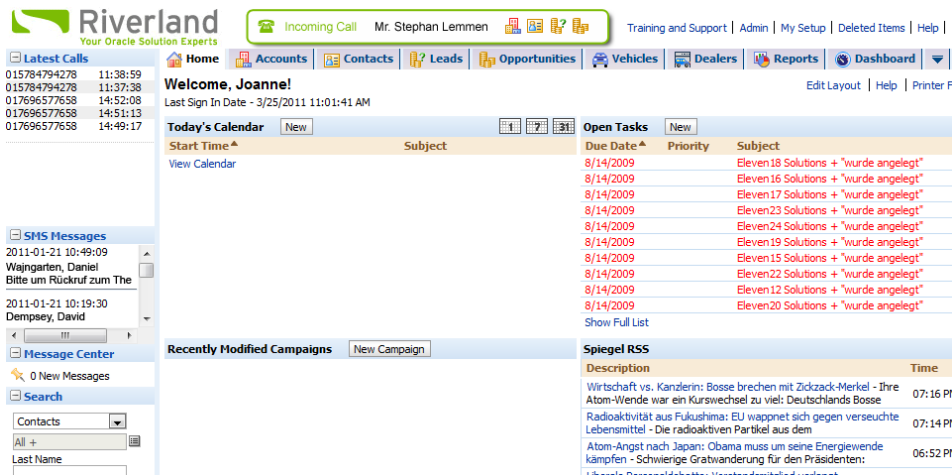 Riverland
Your Oracle Solution Experts
Incoming Call Mr. Stephan Lemmen
Training and Support | Admin | My Setup | Deleted Items | Help |
Latest Calls
015784794278 11:38:59
015784794278 11:37:38
017696577658 14:52:08
017696577658 14:51:13
017696577658 14:49:17
Home Accounts Contacts Leads Opportunities Vehicles Dealers Reports Dashboard
Welcome, Joanne!
Edit Layout | Help | Printer F
Last Sign In Date - 3/25/2011 11:01:41 AM
Today's Calendar New 1 7 31
Start Time Subject
View Calendar
Open Tasks New
Due Date Priority Subject
8/14/2009 Eleven18 Solutions + "wurde angelegt"
8/14/2009 Eleven16 Solutions + "wurde angelegt"
8/14/2009 Eleven17 Solutions + "wurde angelegt"
8/14/2009 Eleven23 Solutions + "wurde angelegt"
8/14/2009 Eleven24 Solutions + "wurde angelegt"
8/14/2009 Eleven19 Solutions + "wurde angelegt"
8/14/2009 Eleven15 Solutions + "wurde angelegt"
8/14/2009 Eleven22 Solutions + "wurde angelegt"
8/14/2009 Eleven12 Solutions + "wurde angelegt"
8/14/2009 Eleven20 Solutions + "wurde angelegt"
Show Full List
SMS Messages
2011-01-21 10:49:09
Wajngarten, Daniel
Bitte um Rückruf zum The
2011-01-21 10:19:30
Dempsey, David
Message Center
0 New Messages
Search
Contacts
All +
Last Name
Recently Modified Campaigns New Campaign
Spiegel RSS
Description Time
Wirtschaft vs. Kanzlerin: Bosse brechen mit Zickzack-Merkel - Ihre
Atom-Wende war ein Kurswechsel zu viel: Deutschlands Bosse
07:16 PM
Radioaktivität aus Fukushima: EU wappnet sich gegen verseuchte
Lebensmittel - Die radioaktiven Partikel aus dem
07:14 PM
Atom-Angst nach Japan: Obama muss um seine Energiewende
kämpfen - Schwierige Gratwanderung für den Präsidenten:
06:52 PM